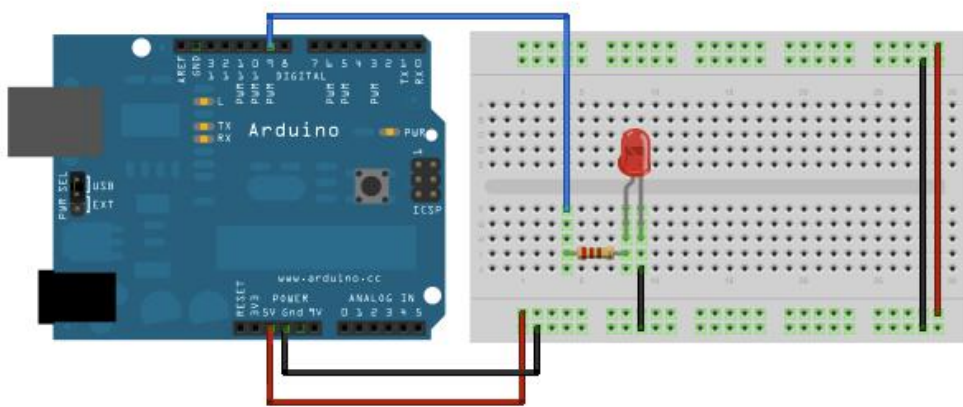 AREF
GND
13
12
11
10
9
8
7
6
5
4
3
2
1
0
PWM
PWM
PWM
PWM
PWM
PWM
TX
RX
DIGITAL
L
TX
RX
Arduino
PWR
1
ICSP
PWR SEL
USB
EXT
www.arduino.cc
POWER
ANALOG IN
RESET
3V3
5V
Gnd
9V
0
1
2
3
4
5